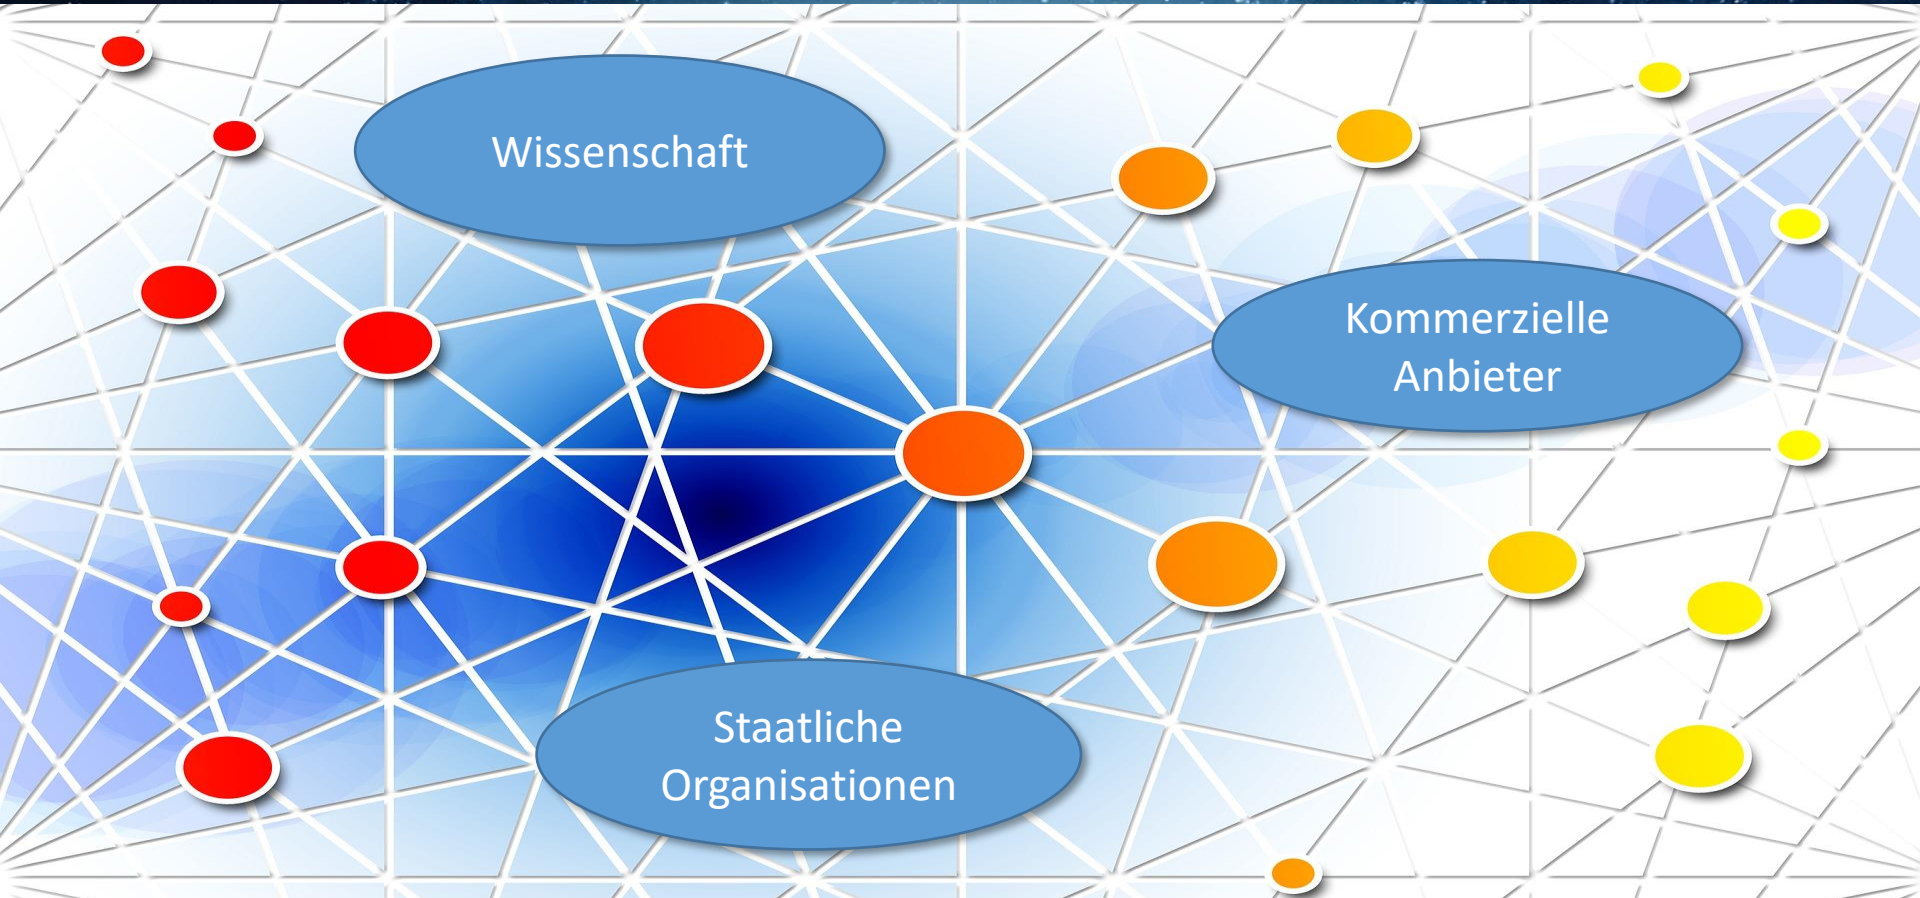 Wissenschaft
Kommerzielle
Anbieter
Staatliche
Organisationen